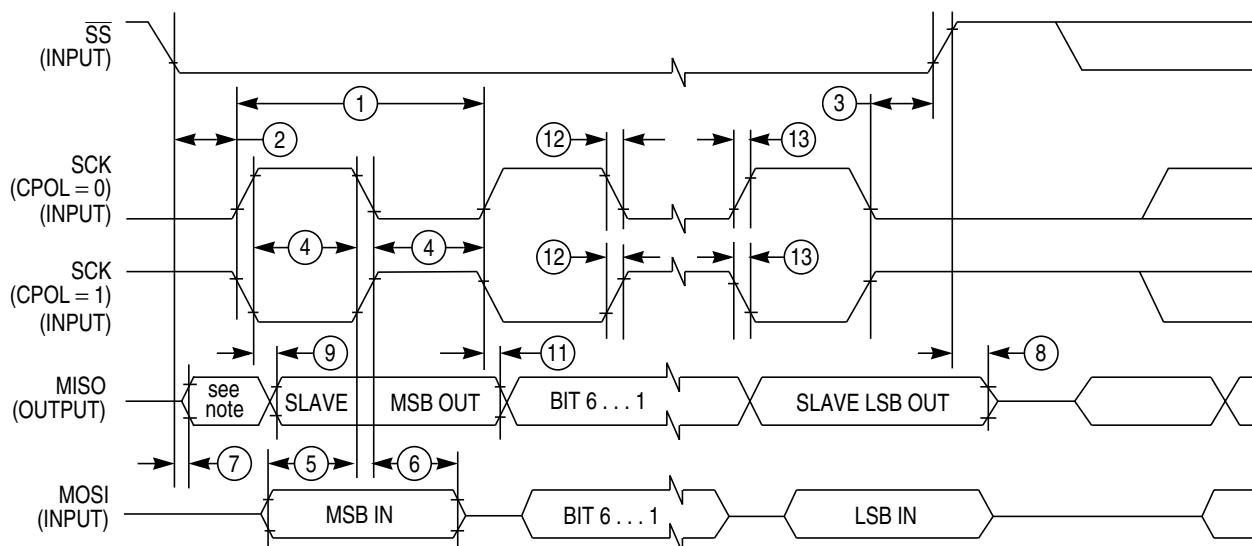 SS
(INPUT)
1
3
2
12
13
SCK
(CPOL = 0)
(INPUT)
4
4
12
13
SCK
(CPOL = 1)
(INPUT)
9
11
8
MISO
(OUTPUT)
see
note
SLAVE
MSB OUT
BIT 6 . . . 1
SLAVE LSB OUT
7
5
6
MOSI
(INPUT)
MSB IN
BIT 6 . . . 1
LSB IN